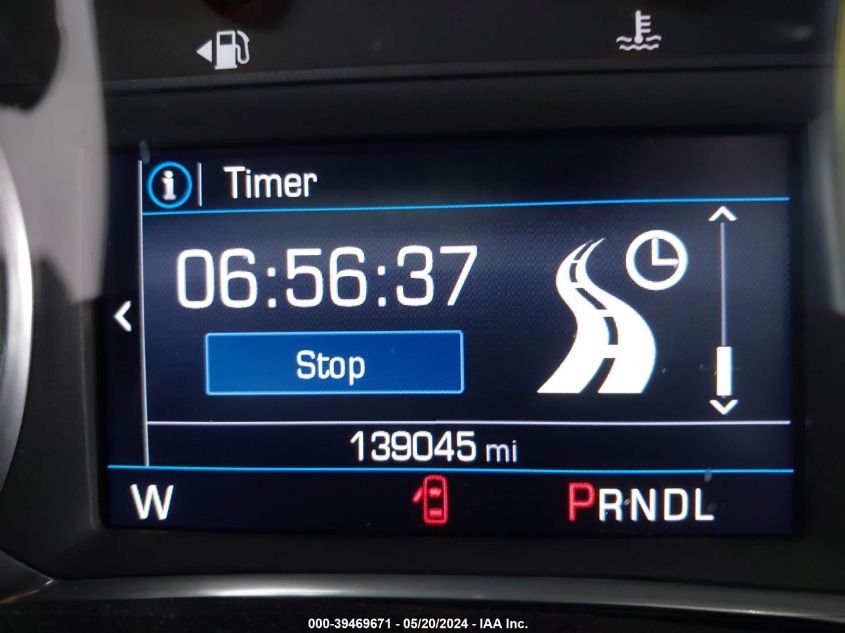 Timer
06:56:37
Stop
139045 mi
W PRNDL
000-39469671 - 05/20/2024 - IAA Inc.